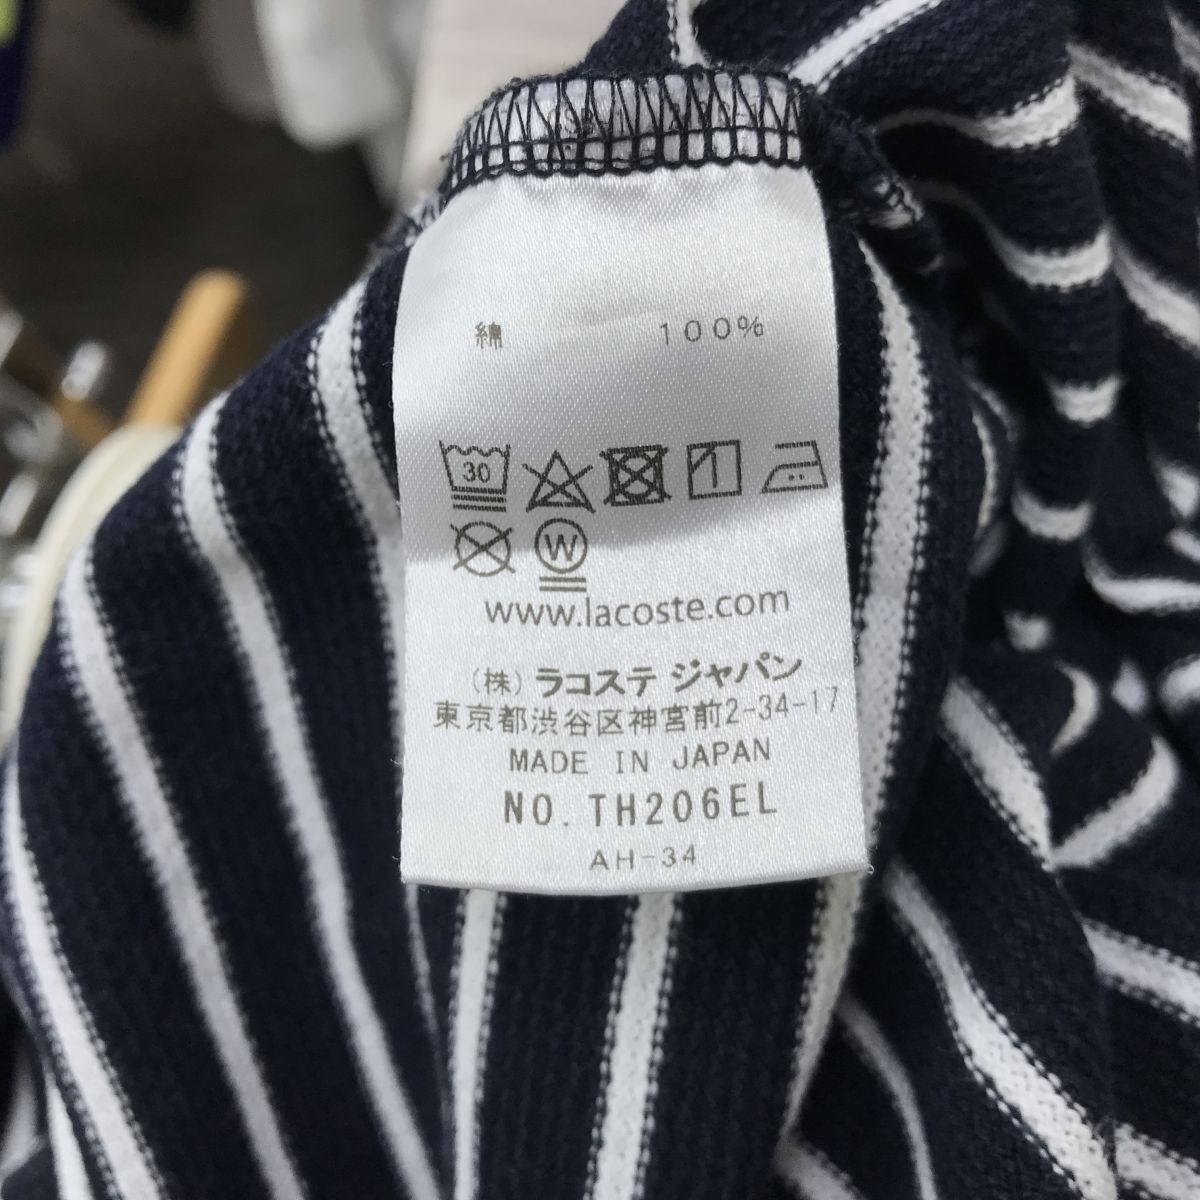 綿 100%
30
W
www.lacoste.com
(株) ラコステ ジャパン
東京都渋谷区神宮前2-34-17
MADE IN JAPAN
NO. TH206EL
AH-34